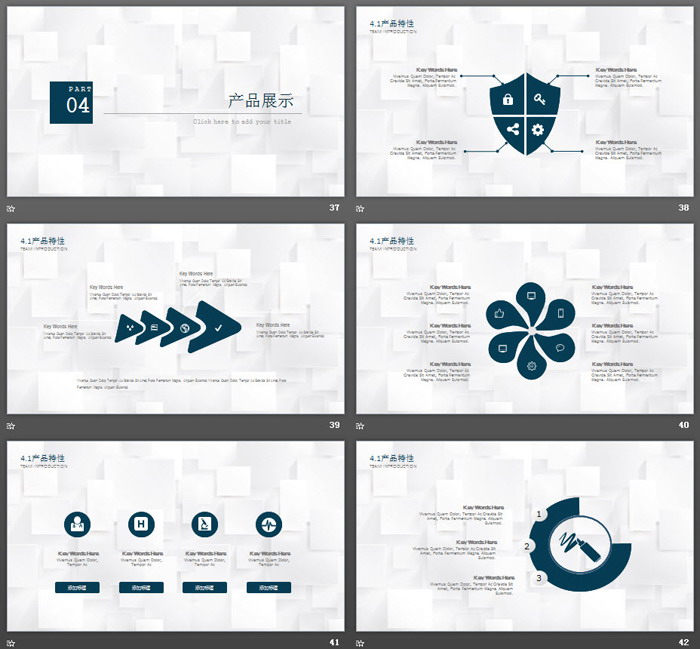 PART
04
产品展示
Click here to add your title
37
4.1产品特性
TEAM INTRODUCTION
Key Words Here
Vivamus Quam Dolor, Tempor Ac
Gravida Sit Amet, Porta Fermentum
Magna, Aliquam Euismod.
Key Words Here
Vivamus Quam Dolor, Tempor Ac
Gravida Sit Amet, Porta Fermentum
Magna, Aliquam Euismod.
Key Words Here
Vivamus Quam Dolor, Tempor Ac
Gravida Sit Amet, Porta Fermentum
Magna, Aliquam Euismod.
Key Words Here
Vivamus Quam Dolor, Tempor Ac
Gravida Sit Amet, Porta Fermentum
Magna, Aliquam Euismod.
38
4.1产品特性
TEAM INTRODUCTION
Key Words Here
Key Words Here
Key Words Here
Key Words Here
39
4.1产品特性
TEAM INTRODUCTION
Key Words Here
Vivamus Quam Dolor, Tempor Ac
Gravida Sit Amet, Porta Fermentum
Magna, Aliquam Euismod.
Key Words Here
Vivamus Quam Dolor, Tempor Ac
Gravida Sit Amet, Porta Fermentum
Magna, Aliquam Euismod.
Key Words Here
Vivamus Quam Dolor, Tempor Ac
Gravida Sit Amet, Porta Fermentum
Magna, Aliquam Euismod.
Key Words Here
Vivamus Quam Dolor, Tempor Ac
Gravida Sit Amet, Porta Fermentum
Magna, Aliquam Euismod.
Key Words Here
Vivamus Quam Dolor, Tempor Ac
Gravida Sit Amet, Porta Fermentum
Magna, Aliquam Euismod.
Key Words Here
Vivamus Quam Dolor, Tempor Ac
Gravida Sit Amet, Porta Fermentum
Magna, Aliquam Euismod.
40
4.1产品特性
TEAM INTRODUCTION
H
Key Words Here
Vivamus Quam Dolor,
Tempor Ac
添加标题
Key Words Here
Vivamus Quam Dolor,
Tempor Ac
添加标题
Key Words Here
Vivamus Quam Dolor,
Tempor Ac
添加标题
Key Words Here
Vivamus Quam Dolor,
Tempor Ac
添加标题
41
4.1产品特性
TEAM INTRODUCTION
Key Words Here
Vivamus Quam Dolor, Tempor Ac Gravida Sit
Amet, Porta Fermentum Magna, Aliquam
Euismod.
1
Key Words Here
Vivamus Quam Dolor, Tempor Ac Gravida Sit
Amet, Porta Fermentum Magna, Aliquam
Euismod.
2
Key Words Here
Vivamus Quam Dolor, Tempor Ac Gravida Sit
Amet, Porta Fermentum Magna, Aliquam
Euismod.
3
42